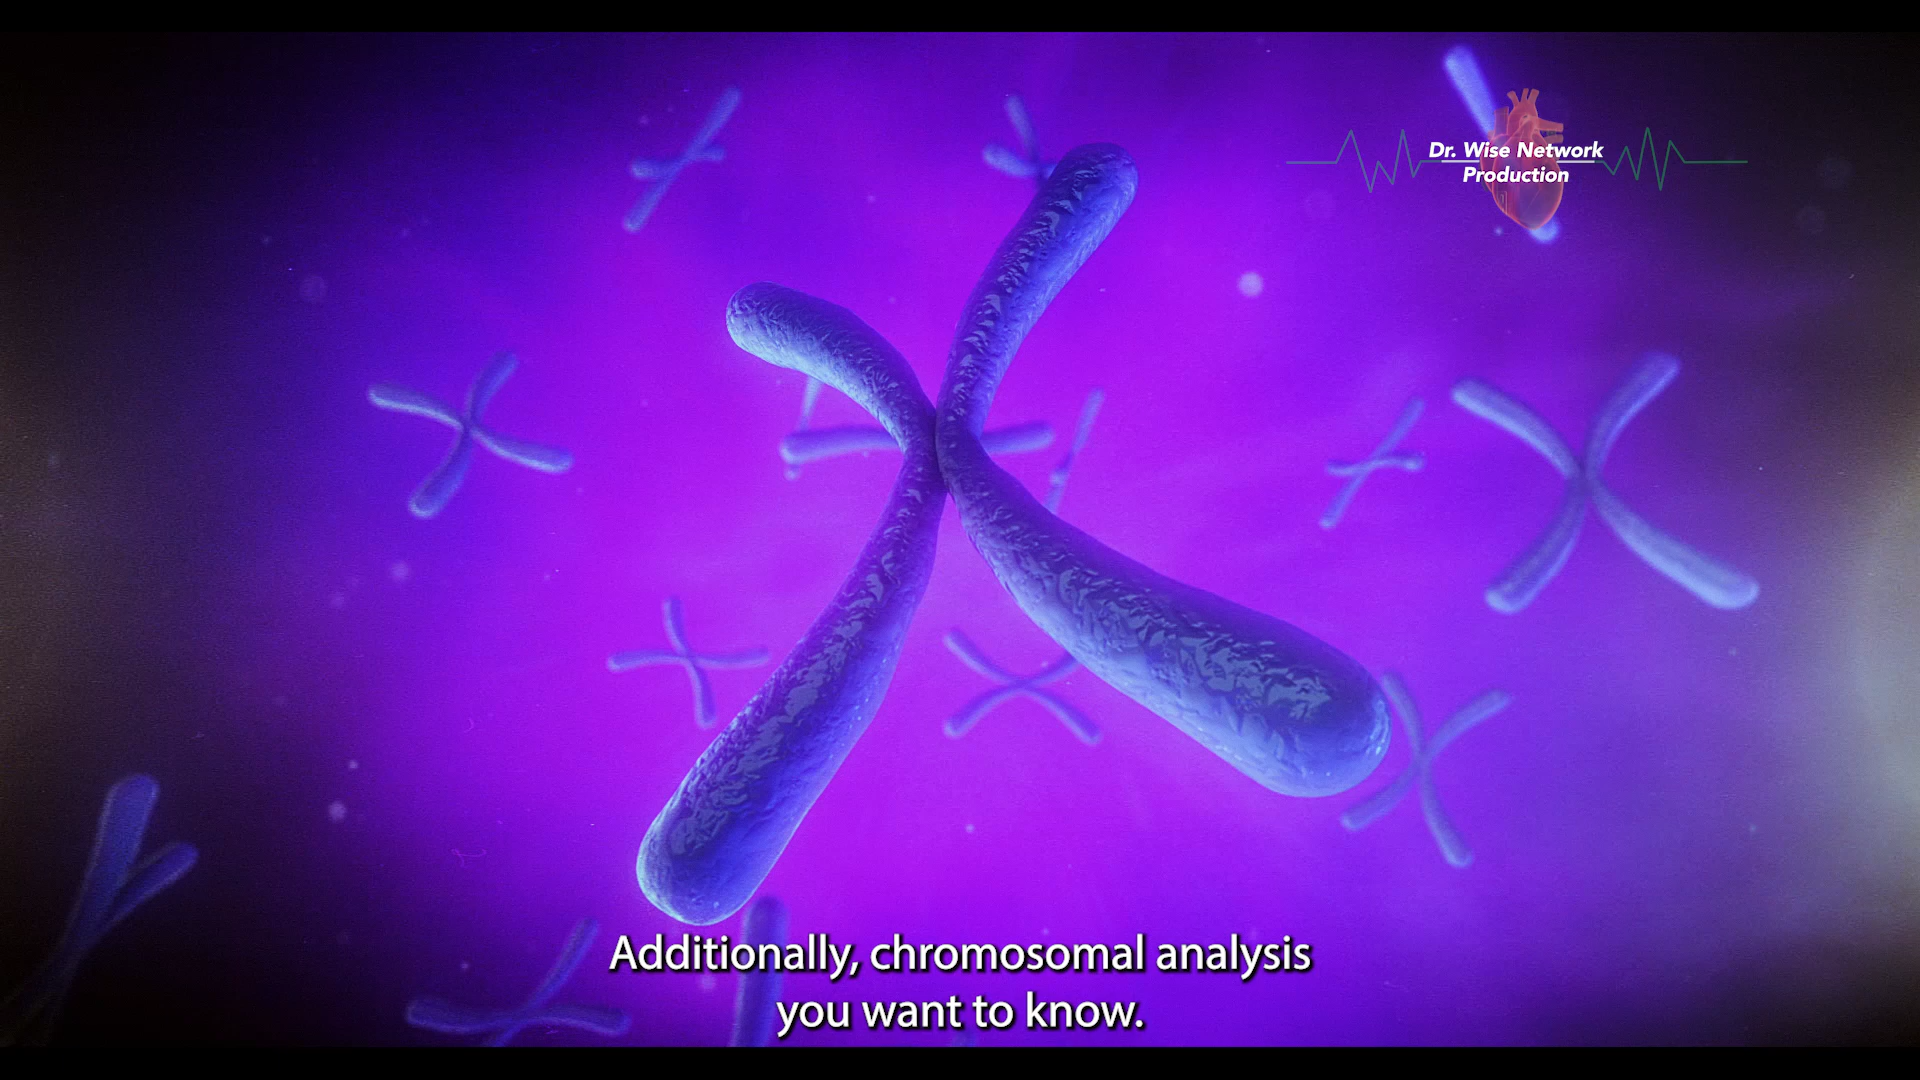 Dr. Wise Network
Production
Additionally, chromosomal analysis
you want to know.